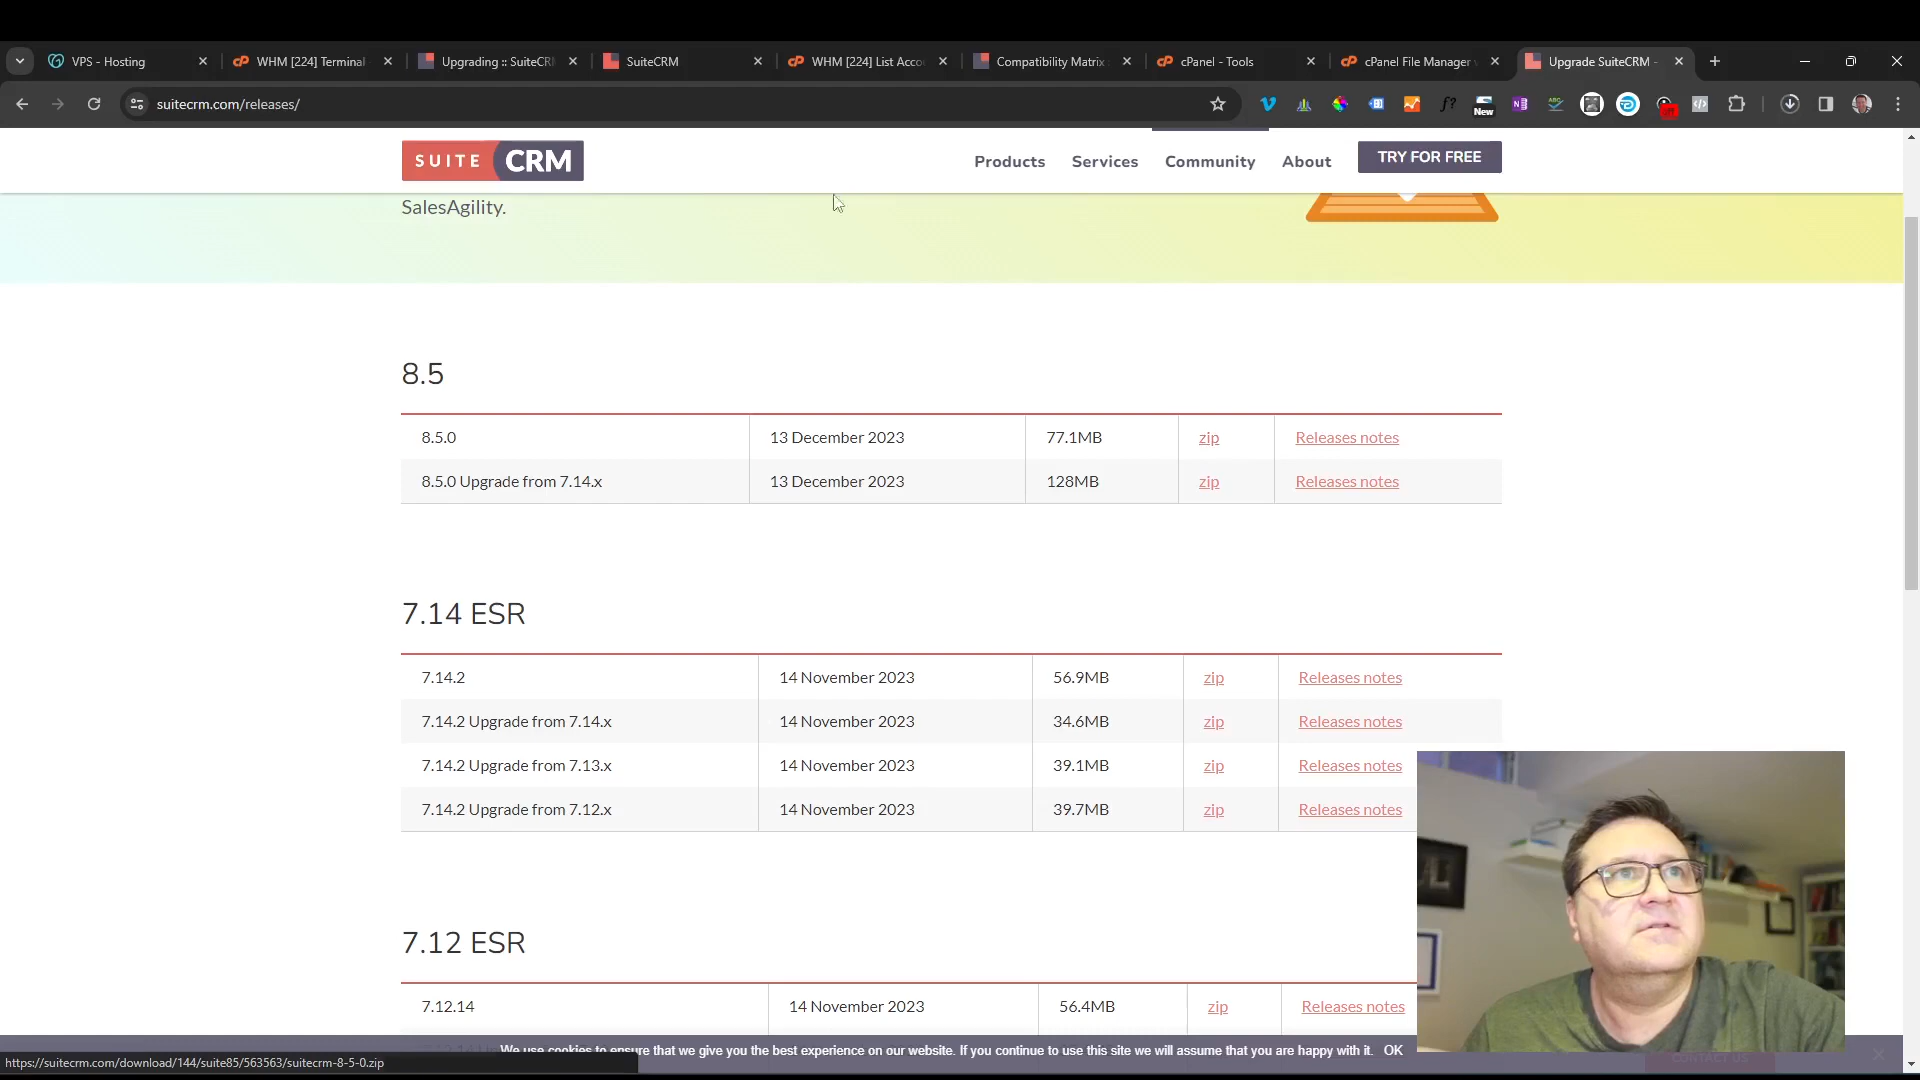 VPS - Hosting
WHM [224] Terminal
Upgrading :: SuiteCR
SuiteCRM
WHM [224] List Acco
Compatibility Matrix
cPanel - Tools
cPanel File Manager
Upgrade SuiteCRM -
suitecrm.com/releases/
New
SUITE CRM
Products
Services
Community
About
TRY FOR FREE
SalesAgility.
8.5
8.5.0 13 December 2023 77.1MB zip Releases notes
8.5.0 Upgrade from 7.14.x 13 December 2023 128MB zip Releases notes
7.14 ESR
7.14.2 14 November 2023 56.9MB zip Releases notes
7.14.2 Upgrade from 7.14.x 14 November 2023 34.6MB zip Releases notes
7.14.2 Upgrade from 7.13.x 14 November 2023 39.1MB zip Releases notes
7.14.2 Upgrade from 7.12.x 14 November 2023 39.7MB zip Releases notes
7.12 ESR
7.12.14 14 November 2023 56.4MB zip Releases notes
We use cookies to ensure that we give you the best experience on our website. If you continue to use this site we will assume that you are happy with it. OK
CONTACT US
https://suitecrm.com/download/144/suite85/563563/suitecrm-8-5-0.zip